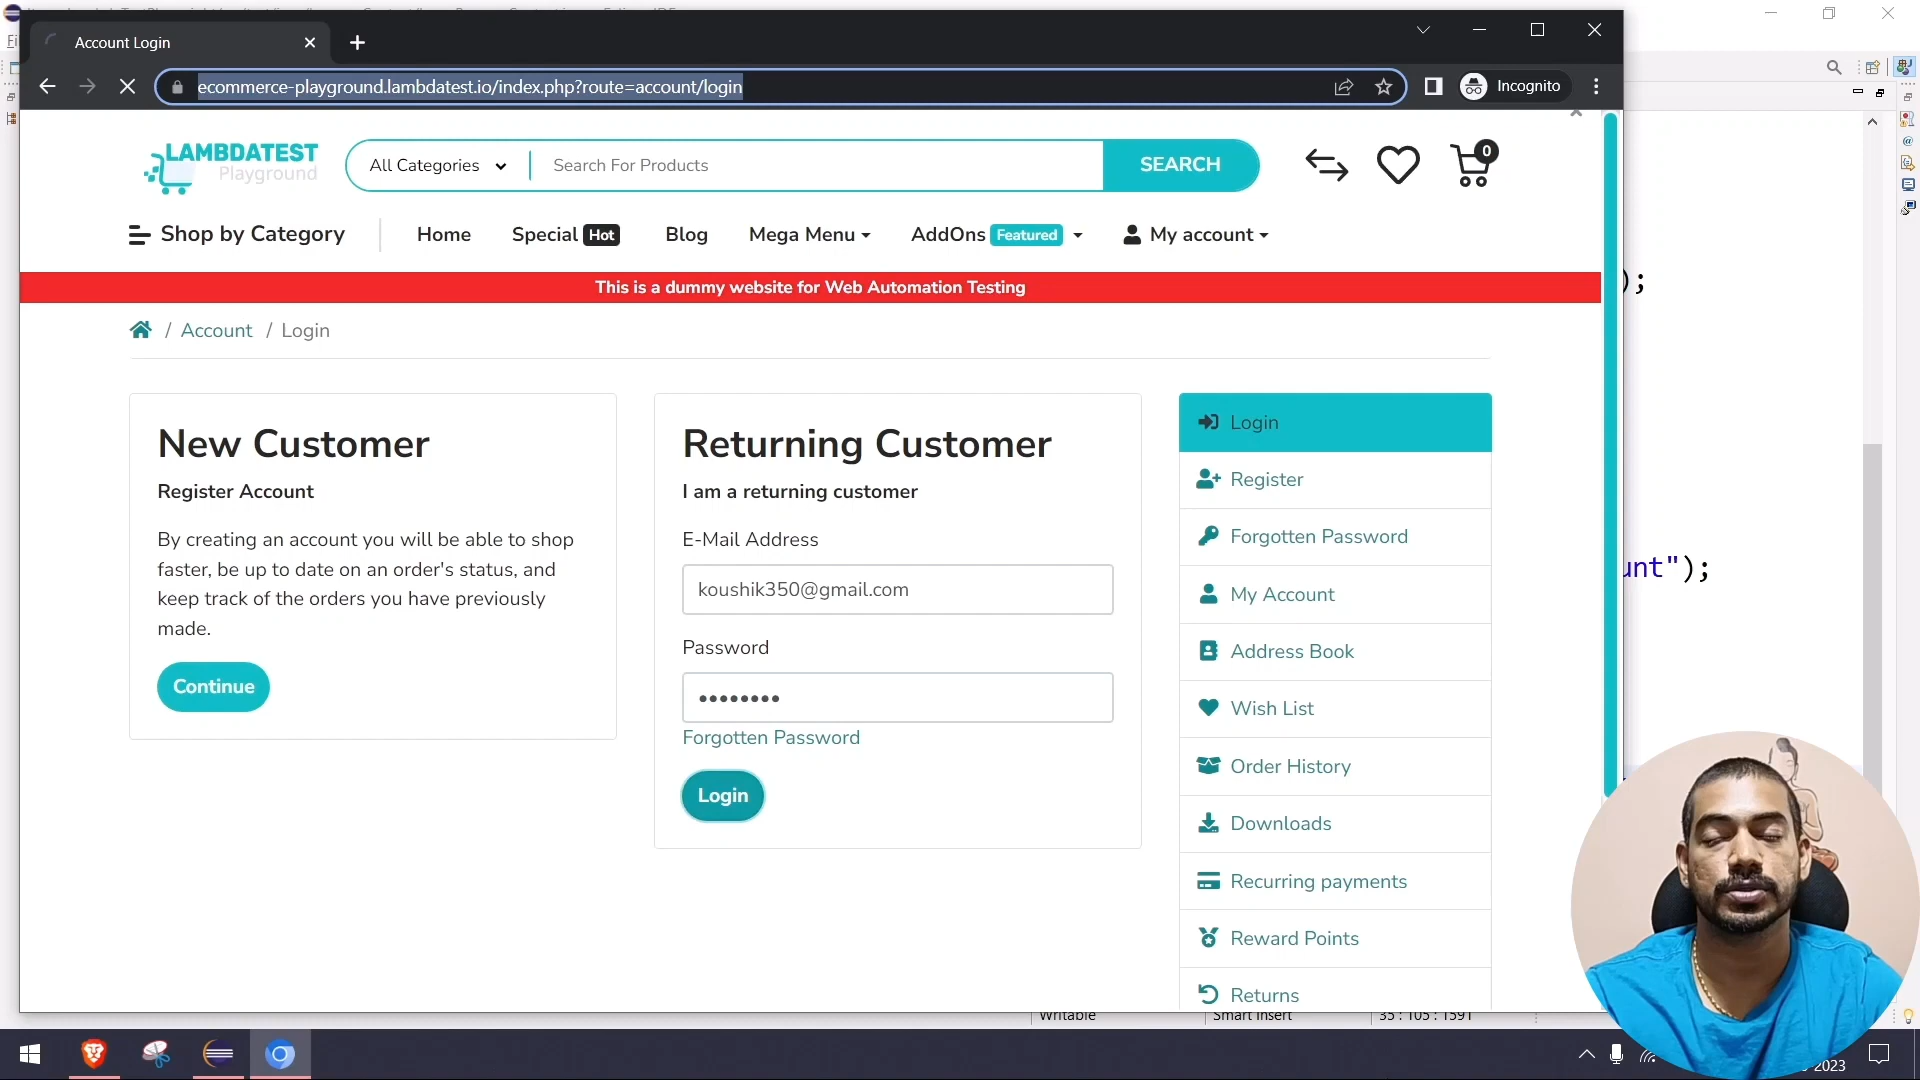 Account Login
ecommerce-playground.lambdatest.io/index.php?route=account/login
Incognito
LAMBDATEST
Playground
All Categories
Search For Products
SEARCH
0
Shop by Category
Home
Special Hot
Blog
Mega Menu
AddOns Featured
My account
This is a dummy website for Web Automation Testing
);
/ Account / Login
New Customer
Register Account
By creating an account you will be able to shop
faster, be up to date on an order's status, and
keep track of the orders you have previously
made.
Continue
Returning Customer
I am a returning customer
E-Mail Address
koushik350@gmail.com
Password
••••••••
Forgotten Password
Login
Login
Register
Forgotten Password
My Account
Address Book
Wish List
Order History
Downloads
Recurring payments
Reward Points
Returns
unt");
Writable
Smart Insert
35 : 105 : 1591
2023